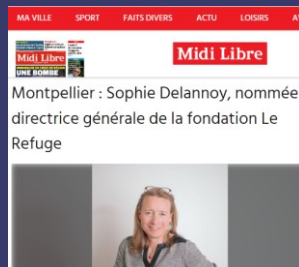 MA VILLE SPORT FAITS DIVERS ACTU LOISIRS
Midi Libre
UNE BOMBE
Midi Libre
Montpellier : Sophie Delannoy, nommée
directrice générale de la fondation Le
Refuge